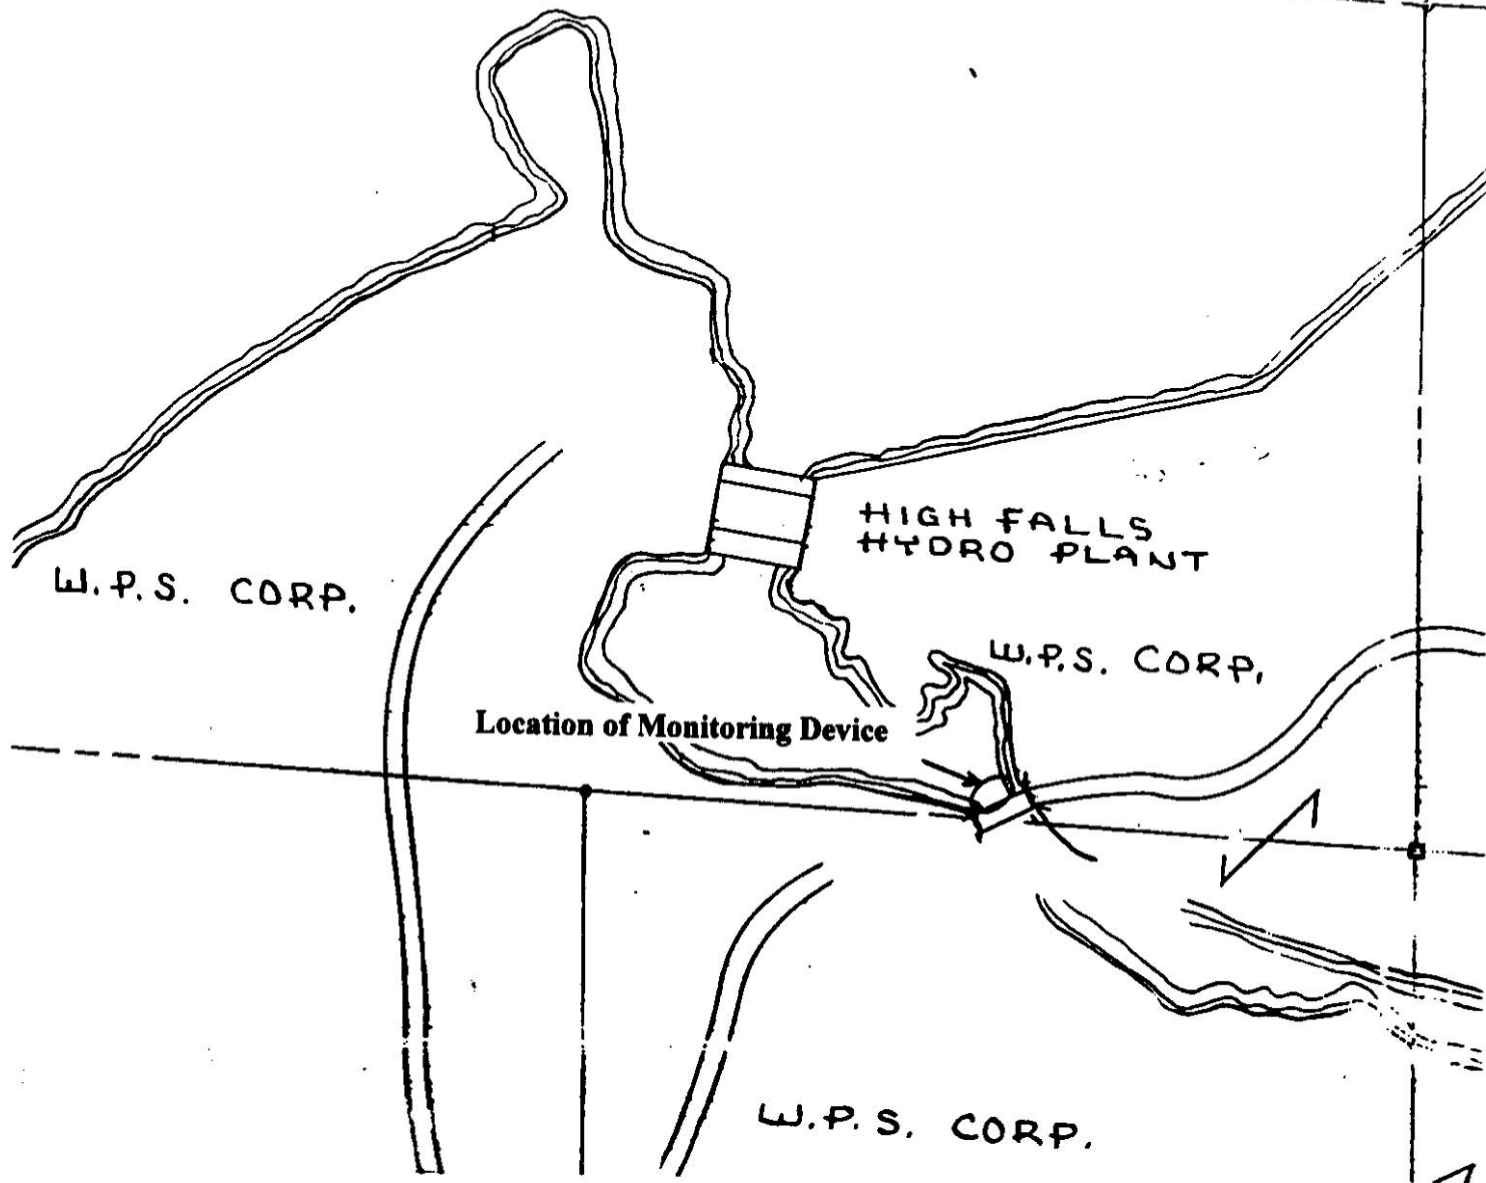 HIGH FALLS
HYDRO PLANT
W.P.S. CORP.
W.P.S. CORP.
Location of Monitoring Device
W.P.S. CORP.